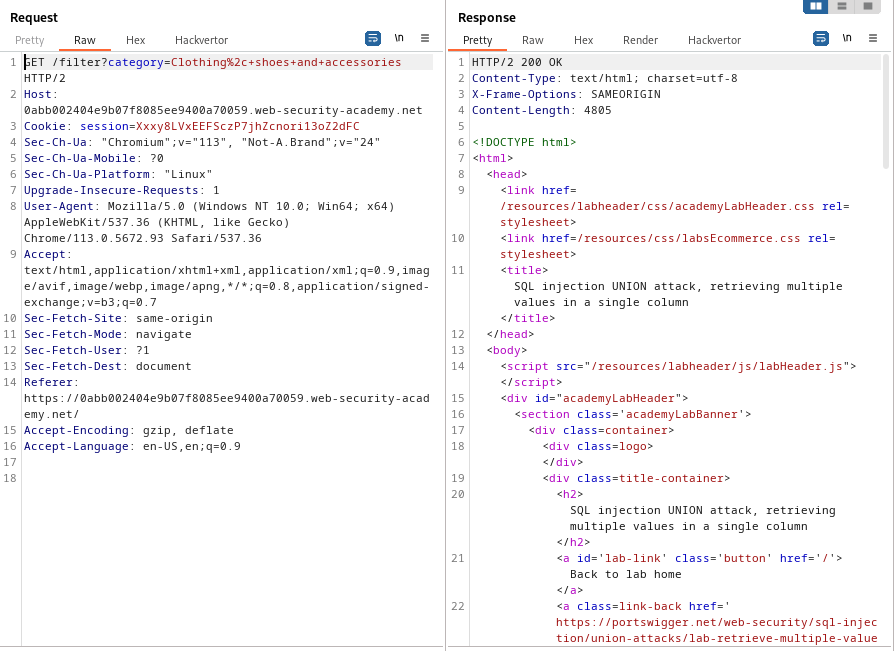 Request
Pretty Raw Hex Hackvertor \n
1 GET /filter?category=Clothing%2c+shoes+and+accessories
HTTP/2
2 Host:
0abb002404e9b07f8085ee9400a70059.web-security-academy.net
3 Cookie: session=Xxxy8LVxEEFSczP7jhZcnori13oZ2dFC
4 Sec-Ch-Ua: "Chromium";v="113", "Not-A.Brand";v="24"
5 Sec-Ch-Ua-Mobile: ?0
6 Sec-Ch-Ua-Platform: "Linux"
7 Upgrade-Insecure-Requests: 1
8 User-Agent: Mozilla/5.0 (Windows NT 10.0; Win64; x64)
AppleWebKit/537.36 (KHTML, like Gecko)
Chrome/113.0.5672.93 Safari/537.36
9 Accept:
text/html,application/xhtml+xml,application/xml;q=0.9,imag
e/avif,image/webp,image/apng,*/*;q=0.8,application/signed-
exchange;v=b3;q=0.7
10 Sec-Fetch-Site: same-origin
11 Sec-Fetch-Mode: navigate
12 Sec-Fetch-User: ?1
13 Sec-Fetch-Dest: document
14 Referer:
https://0abb002404e9b07f8085ee9400a70059.web-security-acad
emy.net/
15 Accept-Encoding: gzip, deflate
16 Accept-Language: en-US,en;q=0.9
17
18
Response
Pretty Raw Hex Render Hackvertor \n
1 HTTP/2 200 OK
2 Content-Type: text/html; charset=utf-8
3 X-Frame-Options: SAMEORIGIN
4 Content-Length: 4805
5
6 <!DOCTYPE html>
7 <html>
8 <head>
9 <link href=
/resources/labheader/css/academyLabHeader.css rel=
stylesheet>
10 <link href=/resources/css/labsEcommerce.css rel=
stylesheet>
11 <title>
SQL injection UNION attack, retrieving multiple
values in a single column
</title>
12 </head>
13 <body>
14 <script src="/resources/labheader/js/labHeader.js">
</script>
15 <div id="academyLabHeader">
16 <section class='academyLabBanner'>
17 <div class=container>
18 <div class=logo>
</div>
19 <div class=title-container>
20 <h2>
SQL injection UNION attack, retrieving
multiple values in a single column
</h2>
21 <a id='lab-link' class='button' href='/'>
Back to lab home
</a>
22 <a class=link-back href='
https://portswigger.net/web-security/sql-injec
tion/union-attacks/lab-retrieve-multiple-value